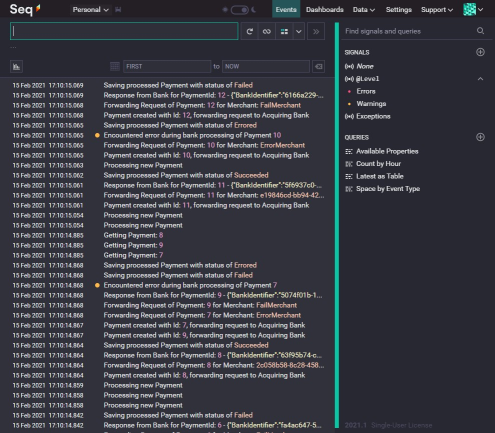 Seq
Personal
Events Dashboards Data Settings Support
Find signals and queries
FIRST to NOW
SIGNALS
None
@Level
Errors
Warnings
Exceptions
QUERIES
Available Properties
Count by Hour
Latest as Table
Space by Event Type
15 Feb 2021 17:10:15.069 Saving processed Payment with status of Failed
15 Feb 2021 17:10:15.069 Response from Bank for PaymentId: 12 - {"BankIdentifier":"6166a229-...
15 Feb 2021 17:10:15.068 Forwarding Request of Payment: 12 for Merchant: FailMerchant
15 Feb 2021 17:10:15.068 Payment created with Id: 12, forwarding request to Acquiring Bank
15 Feb 2021 17:10:15.065 Saving processed Payment with status of Errored
15 Feb 2021 17:10:15.065 Encountered error during bank processing of Payment 10
15 Feb 2021 17:10:15.065 Forwarding Request of Payment: 10 for Merchant: ErrorMerchant
15 Feb 2021 17:10:15.064 Payment created with Id: 10, forwarding request to Acquiring Bank
15 Feb 2021 17:10:15.063 Processing new Payment
15 Feb 2021 17:10:15.062 Saving processed Payment with status of Succeeded
15 Feb 2021 17:10:15.061 Response from Bank for PaymentId: 11 - {"BankIdentifier":"5f6937c0-...
15 Feb 2021 17:10:15.061 Forwarding Request of Payment: 11 for Merchant: e19846cd-bb94-42...
15 Feb 2021 17:10:15.061 Payment created with Id: 11, forwarding request to Acquiring Bank
15 Feb 2021 17:10:15.054 Processing new Payment
15 Feb 2021 17:10:15.054 Processing new Payment
15 Feb 2021 17:10:14.885 Getting Payment: 8
15 Feb 2021 17:10:14.885 Getting Payment: 9
15 Feb 2021 17:10:14.885 Getting Payment: 7
15 Feb 2021 17:10:14.868 Saving processed Payment with status of Errored
15 Feb 2021 17:10:14.868 Saving processed Payment with status of Failed
15 Feb 2021 17:10:14.868 Encountered error during bank processing of Payment 7
15 Feb 2021 17:10:14.868 Response from Bank for PaymentId: 9 - {"BankIdentifier":"5074f01b-1...
15 Feb 2021 17:10:14.868 Forwarding Request of Payment: 9 for Merchant: FailMerchant
15 Feb 2021 17:10:14.868 Forwarding Request of Payment: 7 for Merchant: ErrorMerchant
15 Feb 2021 17:10:14.868 Payment created with Id: 7, forwarding request to Acquiring Bank
15 Feb 2021 17:10:14.868 Payment created with Id: 9, forwarding request to Acquiring Bank
15 Feb 2021 17:10:14.867 Saving processed Payment with status of Succeeded
15 Feb 2021 17:10:14.864 Response from Bank for PaymentId: 8 - {"BankIdentifier":"63f95b74-c...
15 Feb 2021 17:10:14.864 Forwarding Request of Payment: 8 for Merchant: 2c058b58-8c28-458...
15 Feb 2021 17:10:14.864 Payment created with Id: 8, forwarding request to Acquiring Bank
15 Feb 2021 17:10:14.859 Processing new Payment
15 Feb 2021 17:10:14.858 Processing new Payment
15 Feb 2021 17:10:14.858 Processing new Payment
15 Feb 2021 17:10:14.842 Saving processed Payment with status of Failed
15 Feb 2021 17:10:14.842 Response from Bank for PaymentId: 6 - {"BankIdentifier":"fa4ac647-5...
2021.1 Single-User License